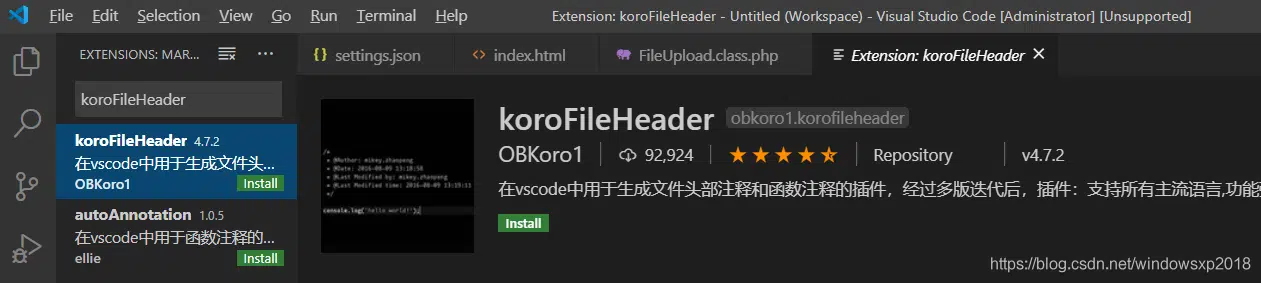 File Edit Selection View Go Run Terminal Help
Extension: koroFileHeader - Untitled (Workspace) - Visual Studio Code [Administrator] [Unsupported]
EXTENSIONS: MAR...
settings.json
index.html
FileUpload.class.php
Extension: koroFileHeader
koroFileHeader
koroFileHeader 4.7.2
在vscode中用于生成文件头...
OBKoro1 Install
autoAnnotation 1.0.5
在vscode中用于函数注释的...
ellie Install
/*
* @Author: mikey.zhaopeng
* @Date: 2016-08-09 13:18:58
* @Last Modified by: mikey.zhaopeng
* @Last Modified time: 2016-08-09 13:19:11
*/
console.log('hello world!');
koroFileHeader obkoro1.korofileheader
OBKoro1 92,924 Repository v4.7.2
在vscode中用于生成文件头部注释和函数注释的插件，经过多版迭代后，插件：支持所有主流语言,功能
Install
https://blog.csdn.net/windowsxp2018